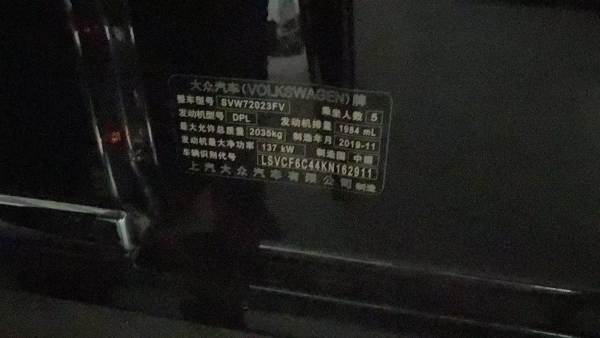 大众汽车(VOLKSWAGEN)牌
整车型号 SVW72023FV 乘坐人数 5
发动机型号 DPL 发动机排量 1984 mL
最大允许总质量 2035kg 制造年月 2019-11
发动机最大净功率 137 kW 制造国 中国
车辆识别代号 LSVCF6C44KN162911
上汽大众汽车有限公司 制造